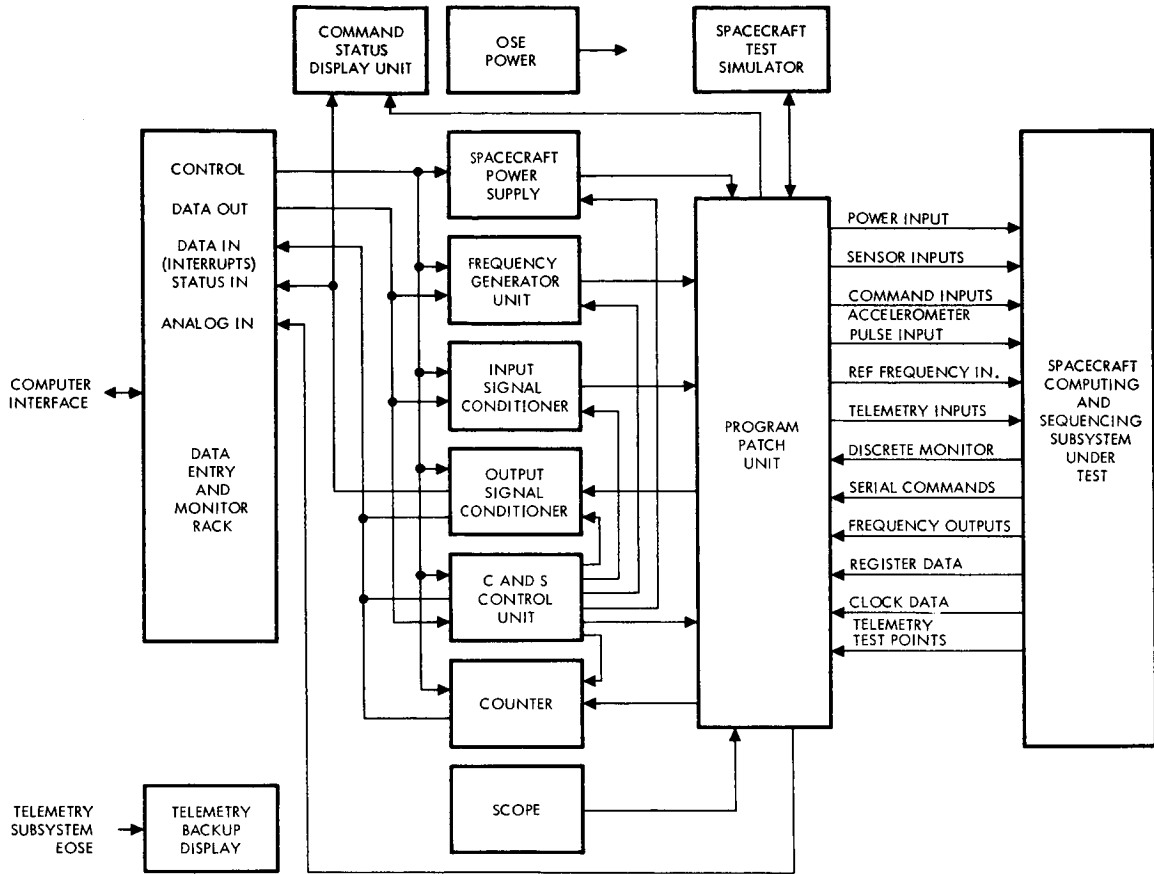 COMMAND
STATUS
DISPLAY UNIT
OSE
POWER
SPACECRAFT
TEST
SIMULATOR
CONTROL
DATA OUT
DATA IN
(INTERRUPTS)
STATUS IN
ANALOG IN
DATA
ENTRY
AND
MONITOR
RACK
COMPUTER
INTERFACE
SPACECRAFT
POWER
SUPPLY
FREQUENCY
GENERATOR
UNIT
INPUT
SIGNAL
CONDITIONER
OUTPUT
SIGNAL
CONDITIONER
C AND S
CONTROL
UNIT
COUNTER
SCOPE
PROGRAM
PATCH
UNIT
POWER INPUT
SENSOR INPUTS
COMMAND INPUTS
ACCELEROMETER
PULSE INPUT
REF FREQUENCY IN.
TELEMETRY INPUTS
DISCRETE MONITOR
SERIAL COMMANDS
FREQUENCY OUTPUTS
REGISTER DATA
CLOCK DATA
TELEMETRY
TEST POINTS
SPACECRAFT
COMPUTING
AND
SEQUENCING
SUBSYSTEM
UNDER
TEST
TELEMETRY
SUBSYSTEM
EOSE
TELEMETRY
BACKUP
DISPLAY